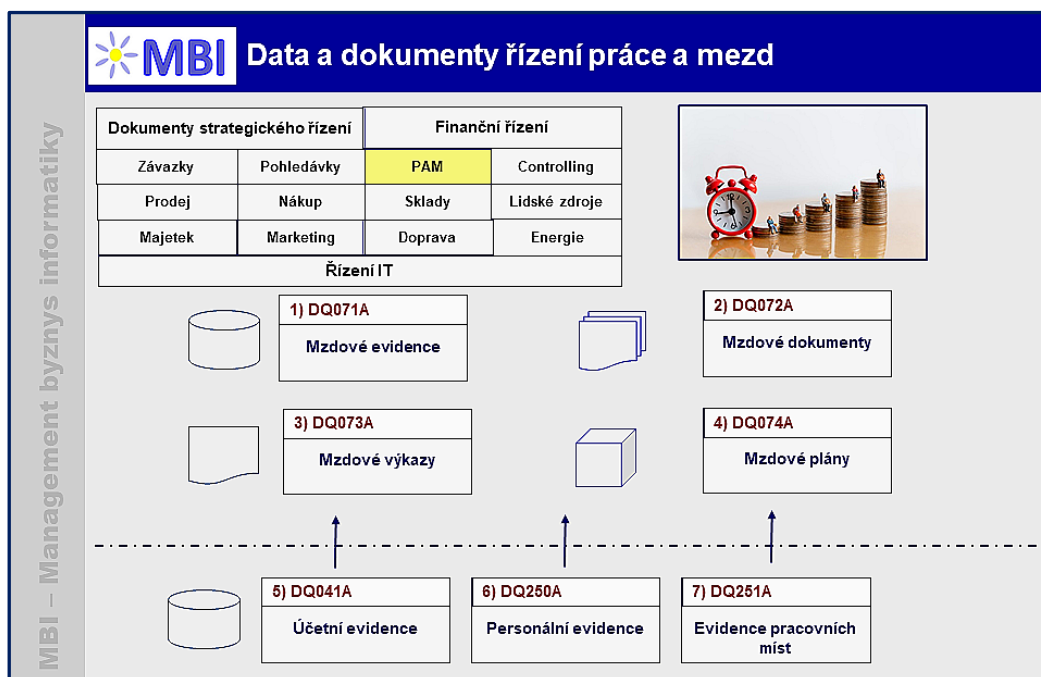 MBI – Management byznys informatiky
MBI
Data a dokumenty řízení práce a mezd
Dokumenty strategického řízení
Finanční řízení
Závazky
Pohledávky
PAM
Controlling
Prodej
Nákup
Sklady
Lidské zdroje
Majetek
Marketing
Doprava
Energie
Řízení IT
1) DQ071A
Mzdové evidence
2) DQ072A
Mzdové dokumenty
3) DQ073A
Mzdové výkazy
4) DQ074A
Mzdové plány
5) DQ041A
Účetní evidence
6) DQ250A
Personální evidence
7) DQ251A
Evidence pracovních
míst